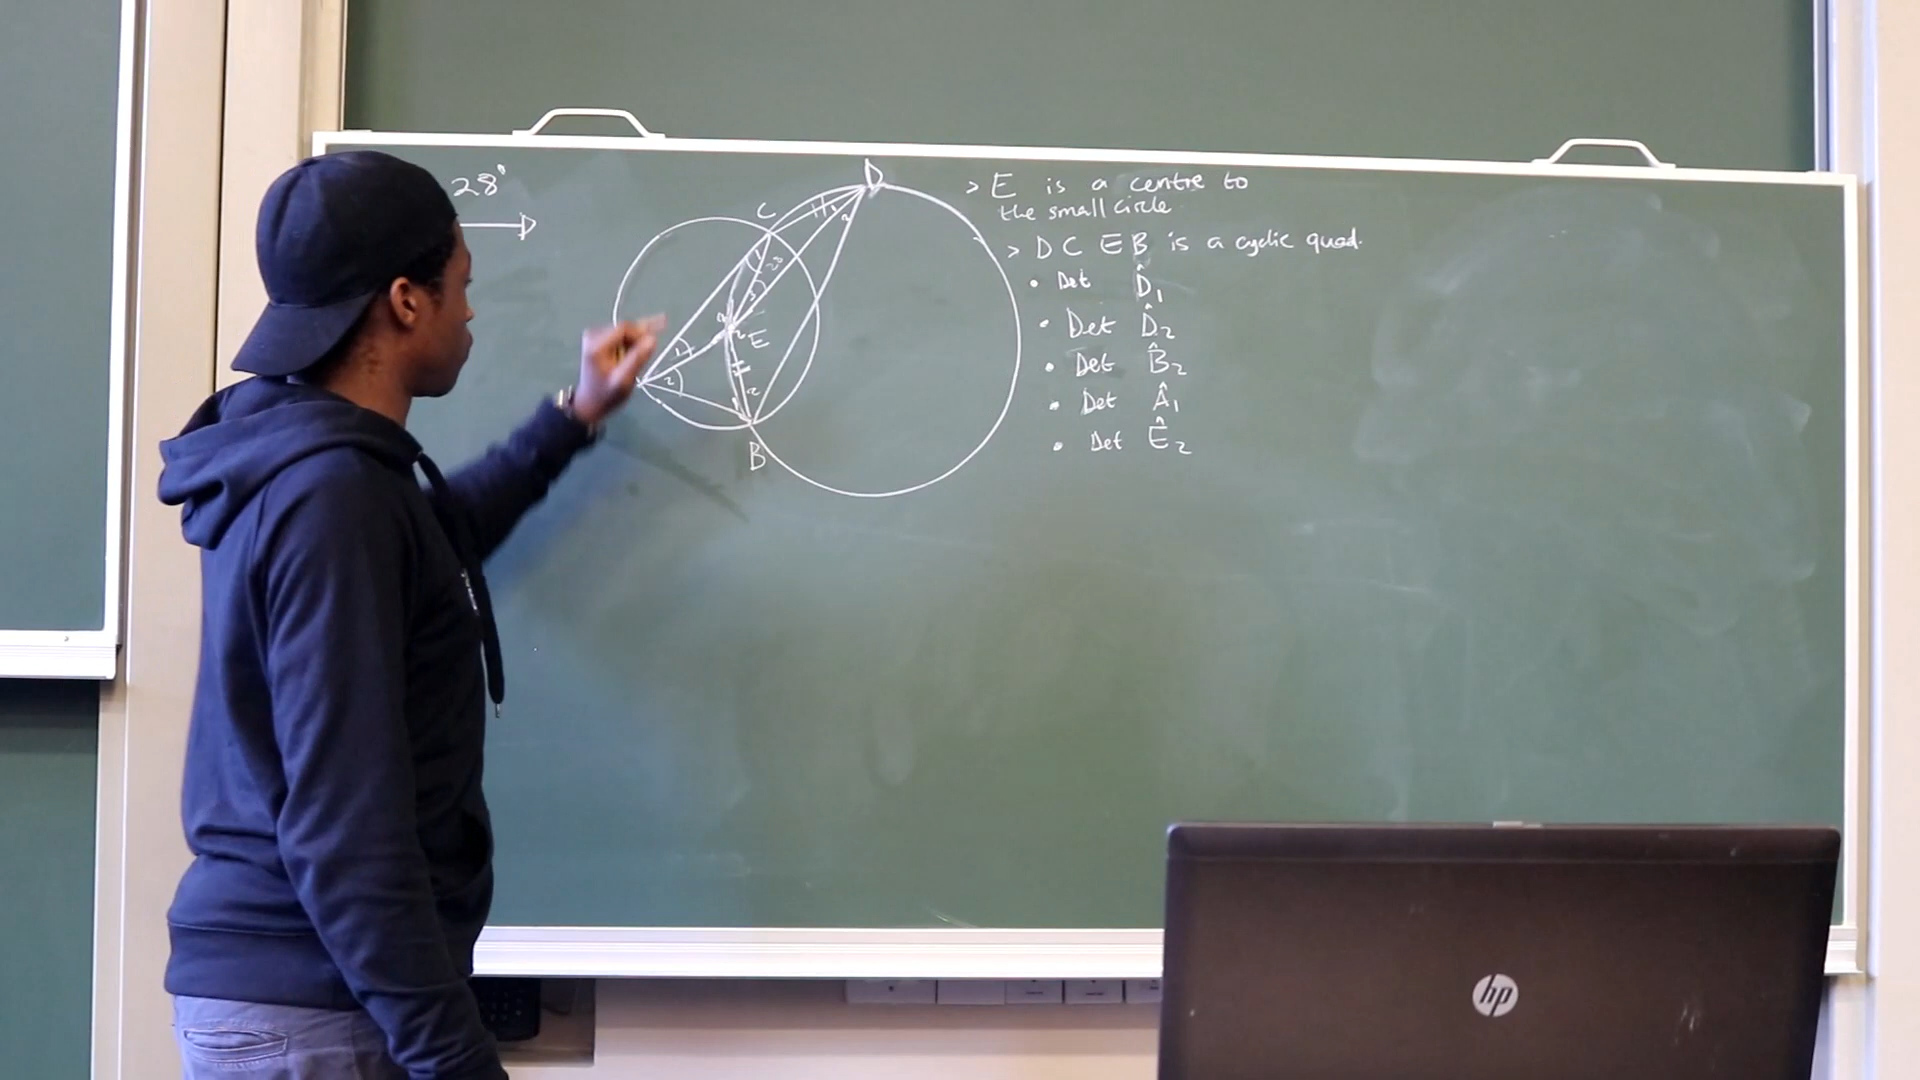 28°
D
C
E
B
> E is a centre to
the small circle.
> D C E B is a cyclic quad.
• Det D̂₁
• Det D̂₂
• Det B̂₂
• Det Â₁
• Det Ê₂
hp